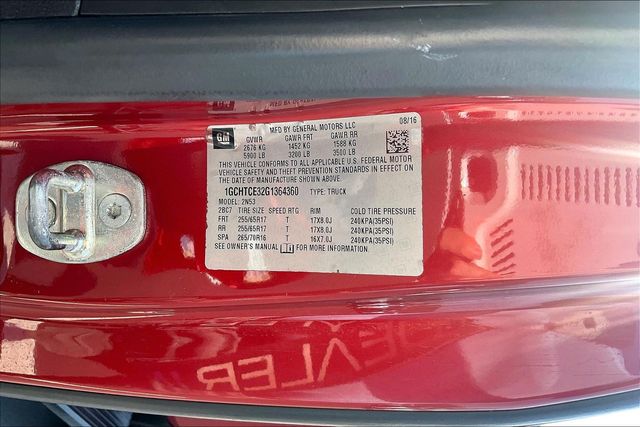 GM
MFD BY GENERAL MOTORS LLC 08/16
GVWR GAWR FRT GAWR RR
2676 KG 1452 KG 1588 KG
5900 LB 3200 LB 3500 LB
THIS VEHICLE CONFORMS TO ALL APPLICABLE U.S. FEDERAL MOTOR
VEHICLE SAFETY AND THEFT PREVENTION STANDARDS IN EFFECT
ON THE DATE OF MANUFACTURE SHOWN ABOVE.
1GCHTCE32G1364360 TYPE: TRUCK
MODEL: 2N53
2BC7 TIRE SIZE SPEED RTG RIM COLD TIRE PRESSURE
FRT 255/65R17 T 17X8.0J 240KPA(35PSI)
RR 255/65R17 T 17X8.0J 240KPA(35PSI)
SPA 265/70R16 T 16X7.0J 240KPA(35PSI)
SEE OWNER'S MANUAL FOR MORE INFORMATION.